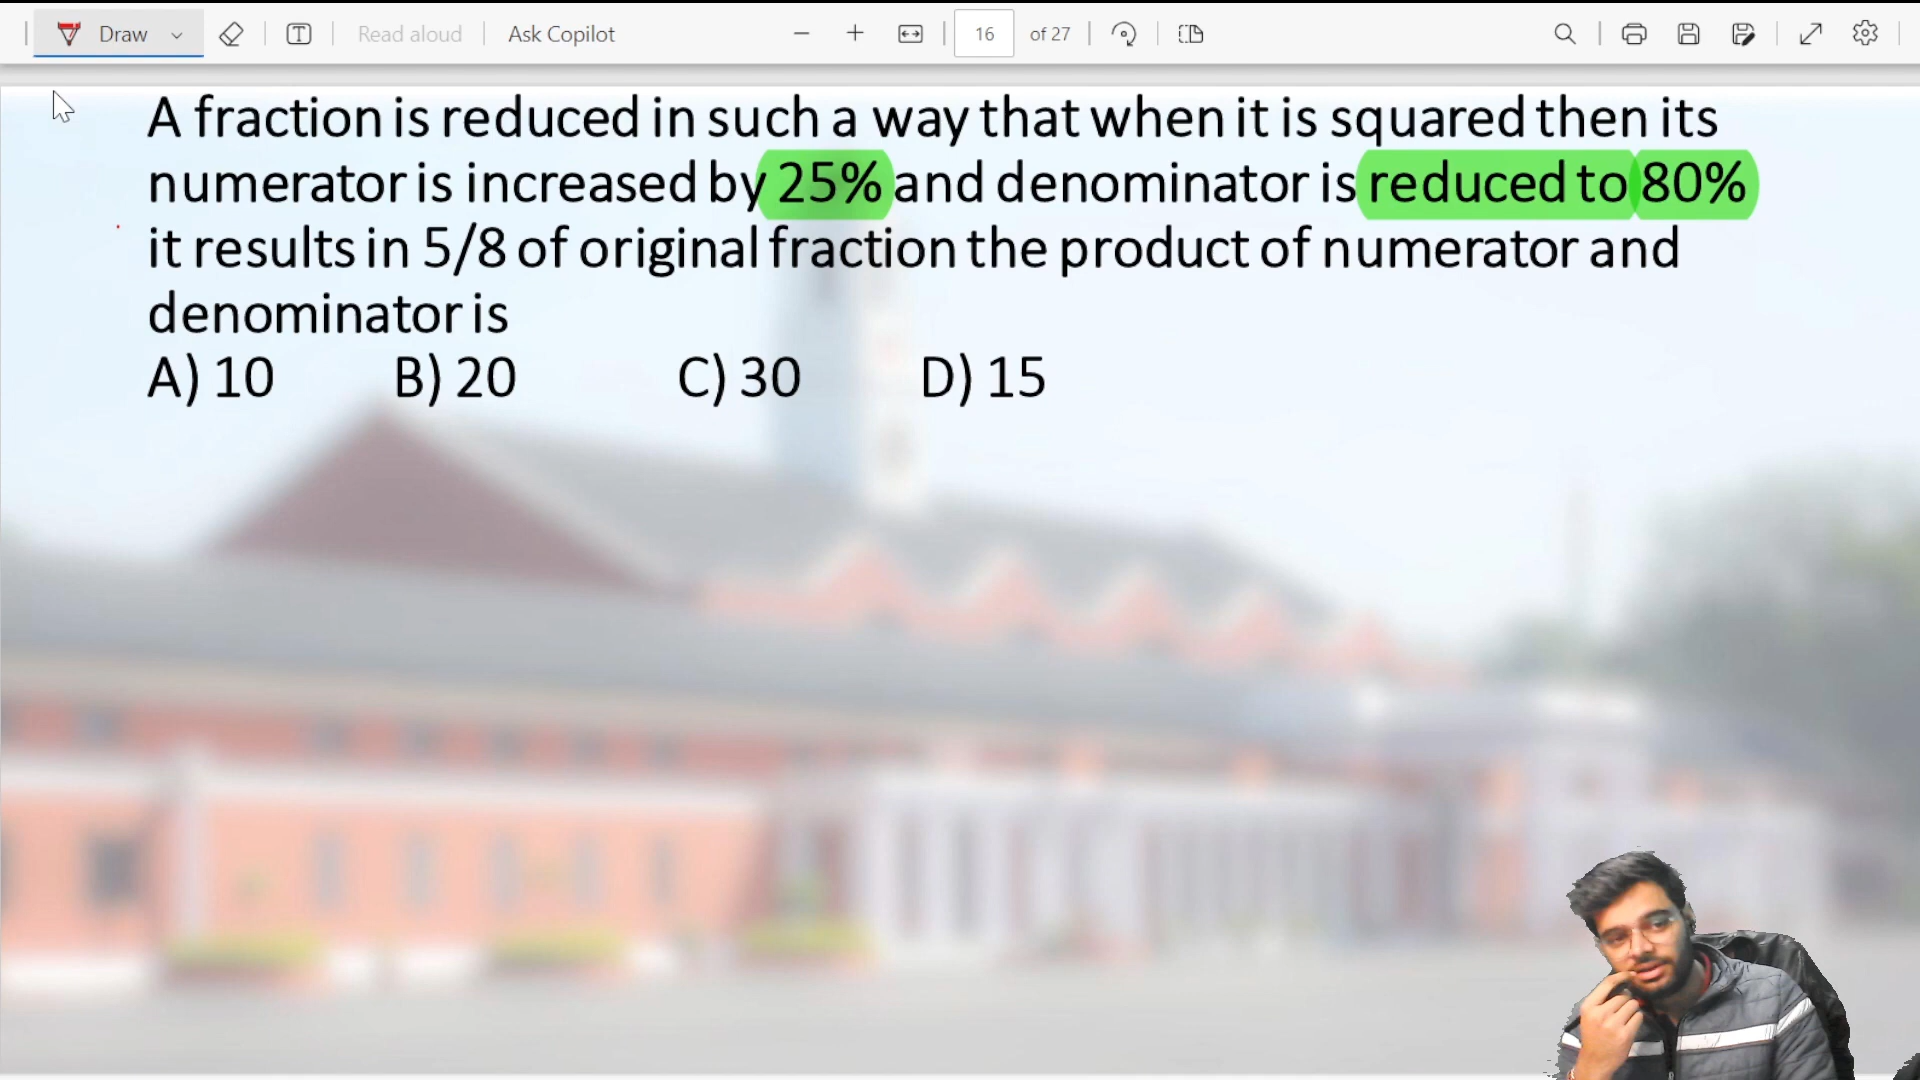 Draw
Read aloud
Ask Copilot
16 of 27
A fraction is reduced in such a way that when it is squared then its
numerator is increased by 25% and denominator is reduced to 80%
it results in 5/8 of original fraction the product of numerator and
denominator is
A) 10 B) 20 C) 30 D) 15